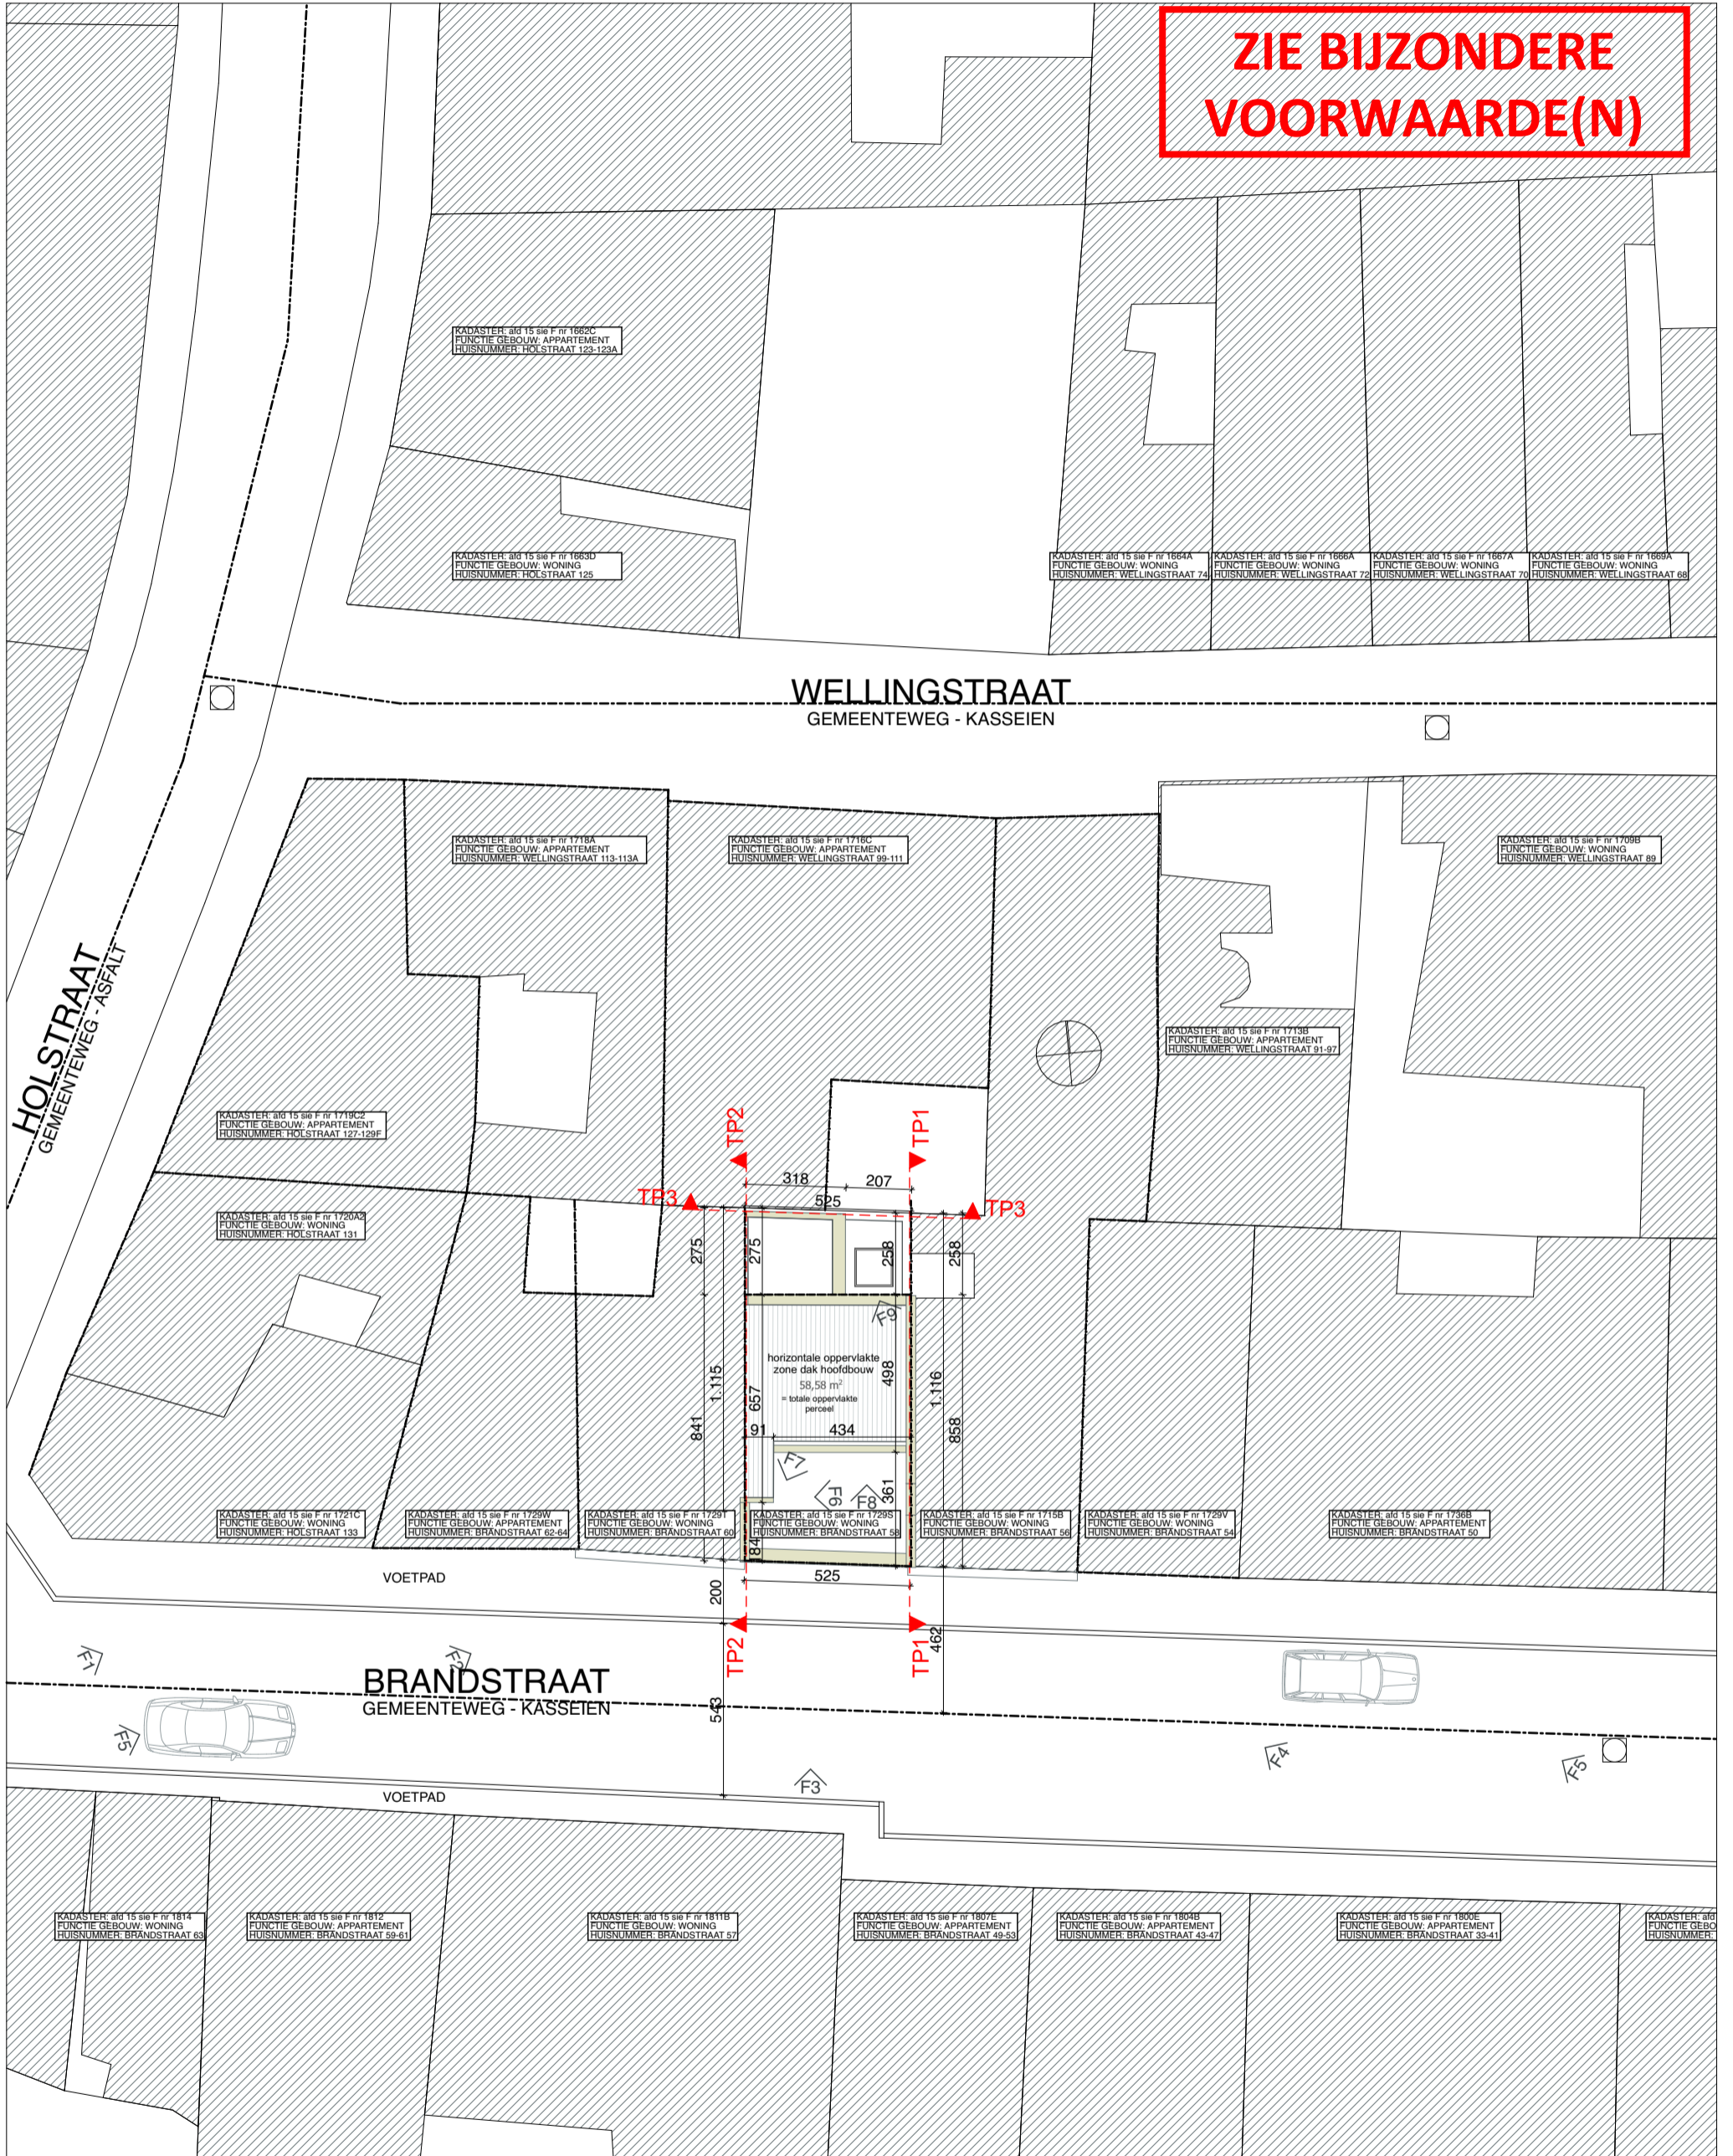 ZIE BIJZONDERE
VOORWAARDE(N)
KADASTER: afd 15 sie F nr 1662C
FUNCTIE GEBOUW: APPARTEMENT
HUISNUMMER: HOLSTRAAT 123-123A
KADASTER: afd 15 sie F nr 1663D
FUNCTIE GEBOUW: WONING
HUISNUMMER: HOLSTRAAT 125
KADASTER: afd 15 sie F nr 1664A
FUNCTIE GEBOUW: WONING
HUISNUMMER: WELLINGSTRAAT 74
KADASTER: afd 15 sie F nr 1666A
FUNCTIE GEBOUW: WONING
HUISNUMMER: WELLINGSTRAAT 72
KADASTER: afd 15 sie F nr 1667A
FUNCTIE GEBOUW: WONING
HUISNUMMER: WELLINGSTRAAT 70
KADASTER: afd 15 sie F nr 1669A
FUNCTIE GEBOUW: WONING
HUISNUMMER: WELLINGSTRAAT 68
WELLINGSTRAAT
GEMEENTEWEG - KASSEIEN
KADASTER: afd 15 sie F nr 1718A
FUNCTIE GEBOUW: APPARTEMENT
HUISNUMMER: WELLINGSTRAAT 113-113A
KADASTER: afd 15 sie F nr 1716C
FUNCTIE GEBOUW: APPARTEMENT
HUISNUMMER: WELLINGSTRAAT 99-111
KADASTER: afd 15 sie F nr 1709B
FUNCTIE GEBOUW: WONING
HUISNUMMER: WELLINGSTRAAT 89
HOLSTRAAT
GEMEENTEWEG - ASFALT
KADASTER: afd 15 sie F nr 1713B
FUNCTIE GEBOUW: APPARTEMENT
HUISNUMMER: WELLINGSTRAAT 91-97
KADASTER: afd 15 sie F nr 1719C2
FUNCTIE GEBOUW: APPARTEMENT
HUISNUMMER: HOLSTRAAT 127-129F
TP2
TP1
318
207
525
TP3
TP3
KADASTER: afd 15 sie F nr 1720A2
FUNCTIE GEBOUW: WONING
HUISNUMMER: HOLSTRAAT 131
275
275
258
258
F9
horizontale oppervlakte
zone dak hoofdbouw
58,58 m²
= totale oppervlakte
perceel
841
1.115
657
498
1.116
858
91
434
F7
F6
F8
361
KADASTER: afd 15 sie F nr 1721C
FUNCTIE GEBOUW: WONING
HUISNUMMER: HOLSTRAAT 133
KADASTER: afd 15 sie F nr 1729W
FUNCTIE GEBOUW: APPARTEMENT
HUISNUMMER: BRANDSTRAAT 62-64
KADASTER: afd 15 sie F nr 1729T
FUNCTIE GEBOUW: WONING
HUISNUMMER: BRANDSTRAAT 60
KADASTER: afd 15 sie F nr 1729S
FUNCTIE GEBOUW: WONING
HUISNUMMER: BRANDSTRAAT 58
KADASTER: afd 15 sie F nr 1715B
FUNCTIE GEBOUW: WONING
HUISNUMMER: BRANDSTRAAT 56
KADASTER: afd 15 sie F nr 1729V
FUNCTIE GEBOUW: WONING
HUISNUMMER: BRANDSTRAAT 54
KADASTER: afd 15 sie F nr 1736B
FUNCTIE GEBOUW: APPARTEMENT
HUISNUMMER: BRANDSTRAAT 50
184
VOETPAD
525
200
TP2
TP1
462
F1
F2
BRANDSTRAAT
GEMEENTEWEG - KASSEIEN
543
F5
F4
F5
F3
VOETPAD
KADASTER: afd 15 sie F nr 1814
FUNCTIE GEBOUW: WONING
HUISNUMMER: BRANDSTRAAT 63
KADASTER: afd 15 sie F nr 1812
FUNCTIE GEBOUW: APPARTEMENT
HUISNUMMER: BRANDSTRAAT 59-61
KADASTER: afd 15 sie F nr 1811B
FUNCTIE GEBOUW: WONING
HUISNUMMER: BRANDSTRAAT 57
KADASTER: afd 15 sie F nr 1807E
FUNCTIE GEBOUW: APPARTEMENT
HUISNUMMER: BRANDSTRAAT 49-53
KADASTER: afd 15 sie F nr 1804B
FUNCTIE GEBOUW: APPARTEMENT
HUISNUMMER: BRANDSTRAAT 43-47
KADASTER: afd 15 sie F nr 1800E
FUNCTIE GEBOUW: APPARTEMENT
HUISNUMMER: BRANDSTRAAT 33-41
KADASTER: afd
FUNCTIE GEBO
HUISNUMMER: